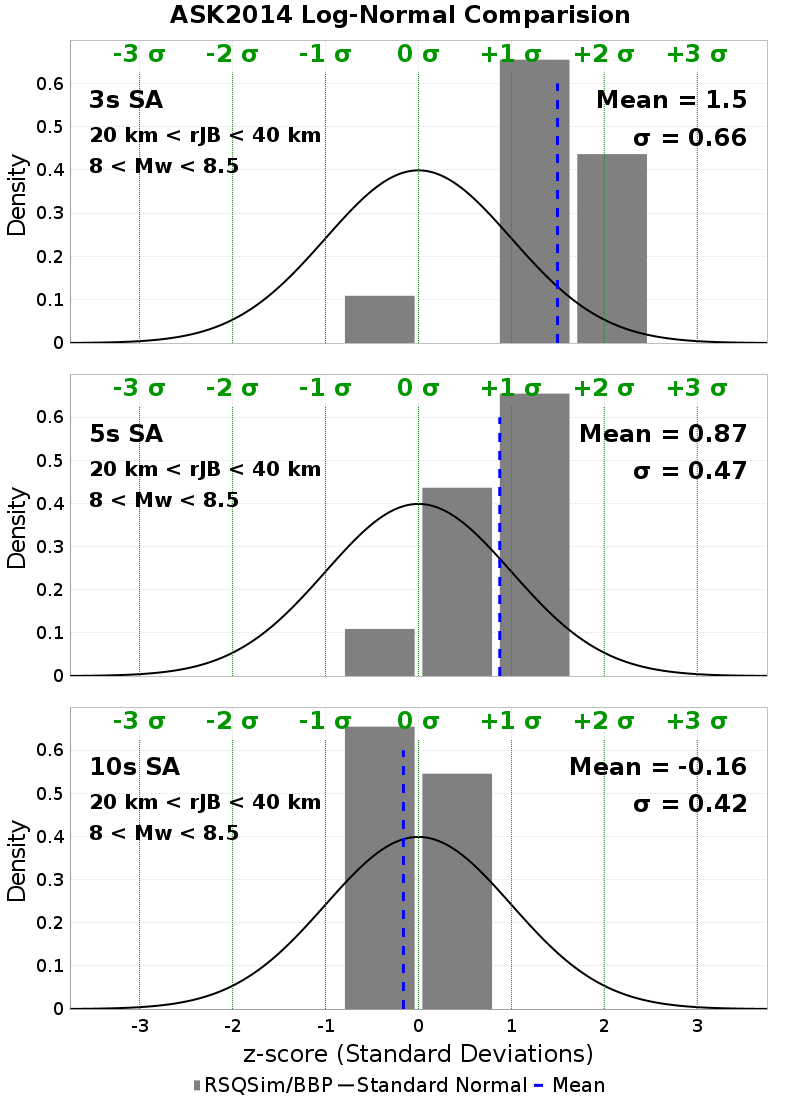 ASK2014 Log-Normal Comparision
-3 σ -2 σ -1 σ 0 σ +1 σ +2 σ +3 σ
3s SA
Mean = 1.5
20 km < rJB < 40 km
σ = 0.66
8 < Mw < 8.5
Density
0.6
0.5
0.4
0.3
0.2
0.1
0
-3 σ -2 σ -1 σ 0 σ +1 σ +2 σ +3 σ
5s SA
Mean = 0.87
20 km < rJB < 40 km
σ = 0.47
8 < Mw < 8.5
Density
0.6
0.5
0.4
0.3
0.2
0.1
0
-3 σ -2 σ -1 σ 0 σ +1 σ +2 σ +3 σ
10s SA
Mean = -0.16
20 km < rJB < 40 km
σ = 0.42
8 < Mw < 8.5
Density
0.6
0.5
0.4
0.3
0.2
0.1
0
-3 -2 -1 0 1 2 3
z-score (Standard Deviations)
RSQSim/BBP Standard Normal Mean